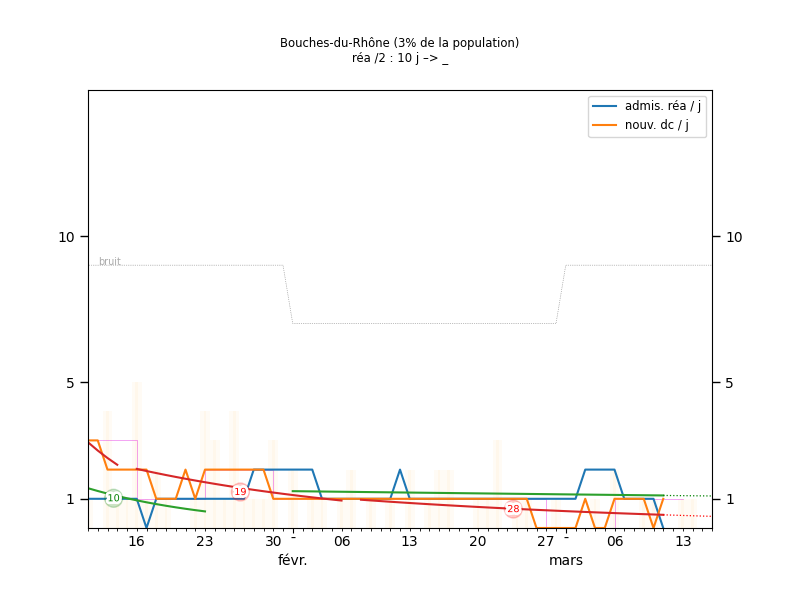 Bouches-du-Rhône (3% de la population)
réa /2 : 10 j –> _
admis. réa / j
nouv. dc / j
10
10
bruit
5
5
19
10
28
1
1
16
23
30
-
06
13
20
27
-
06
13
févr.
mars